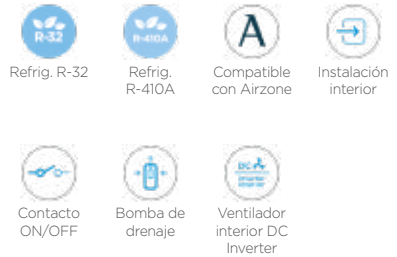 R-32
R-410A
A
Refrig. R-32
Refrig.
R-410A
Compatible
con Airzone
Instalación
interior
DC
Contacto
ON/OFF
Bomba de
drenaje
Ventilador
interior DC
Inverter